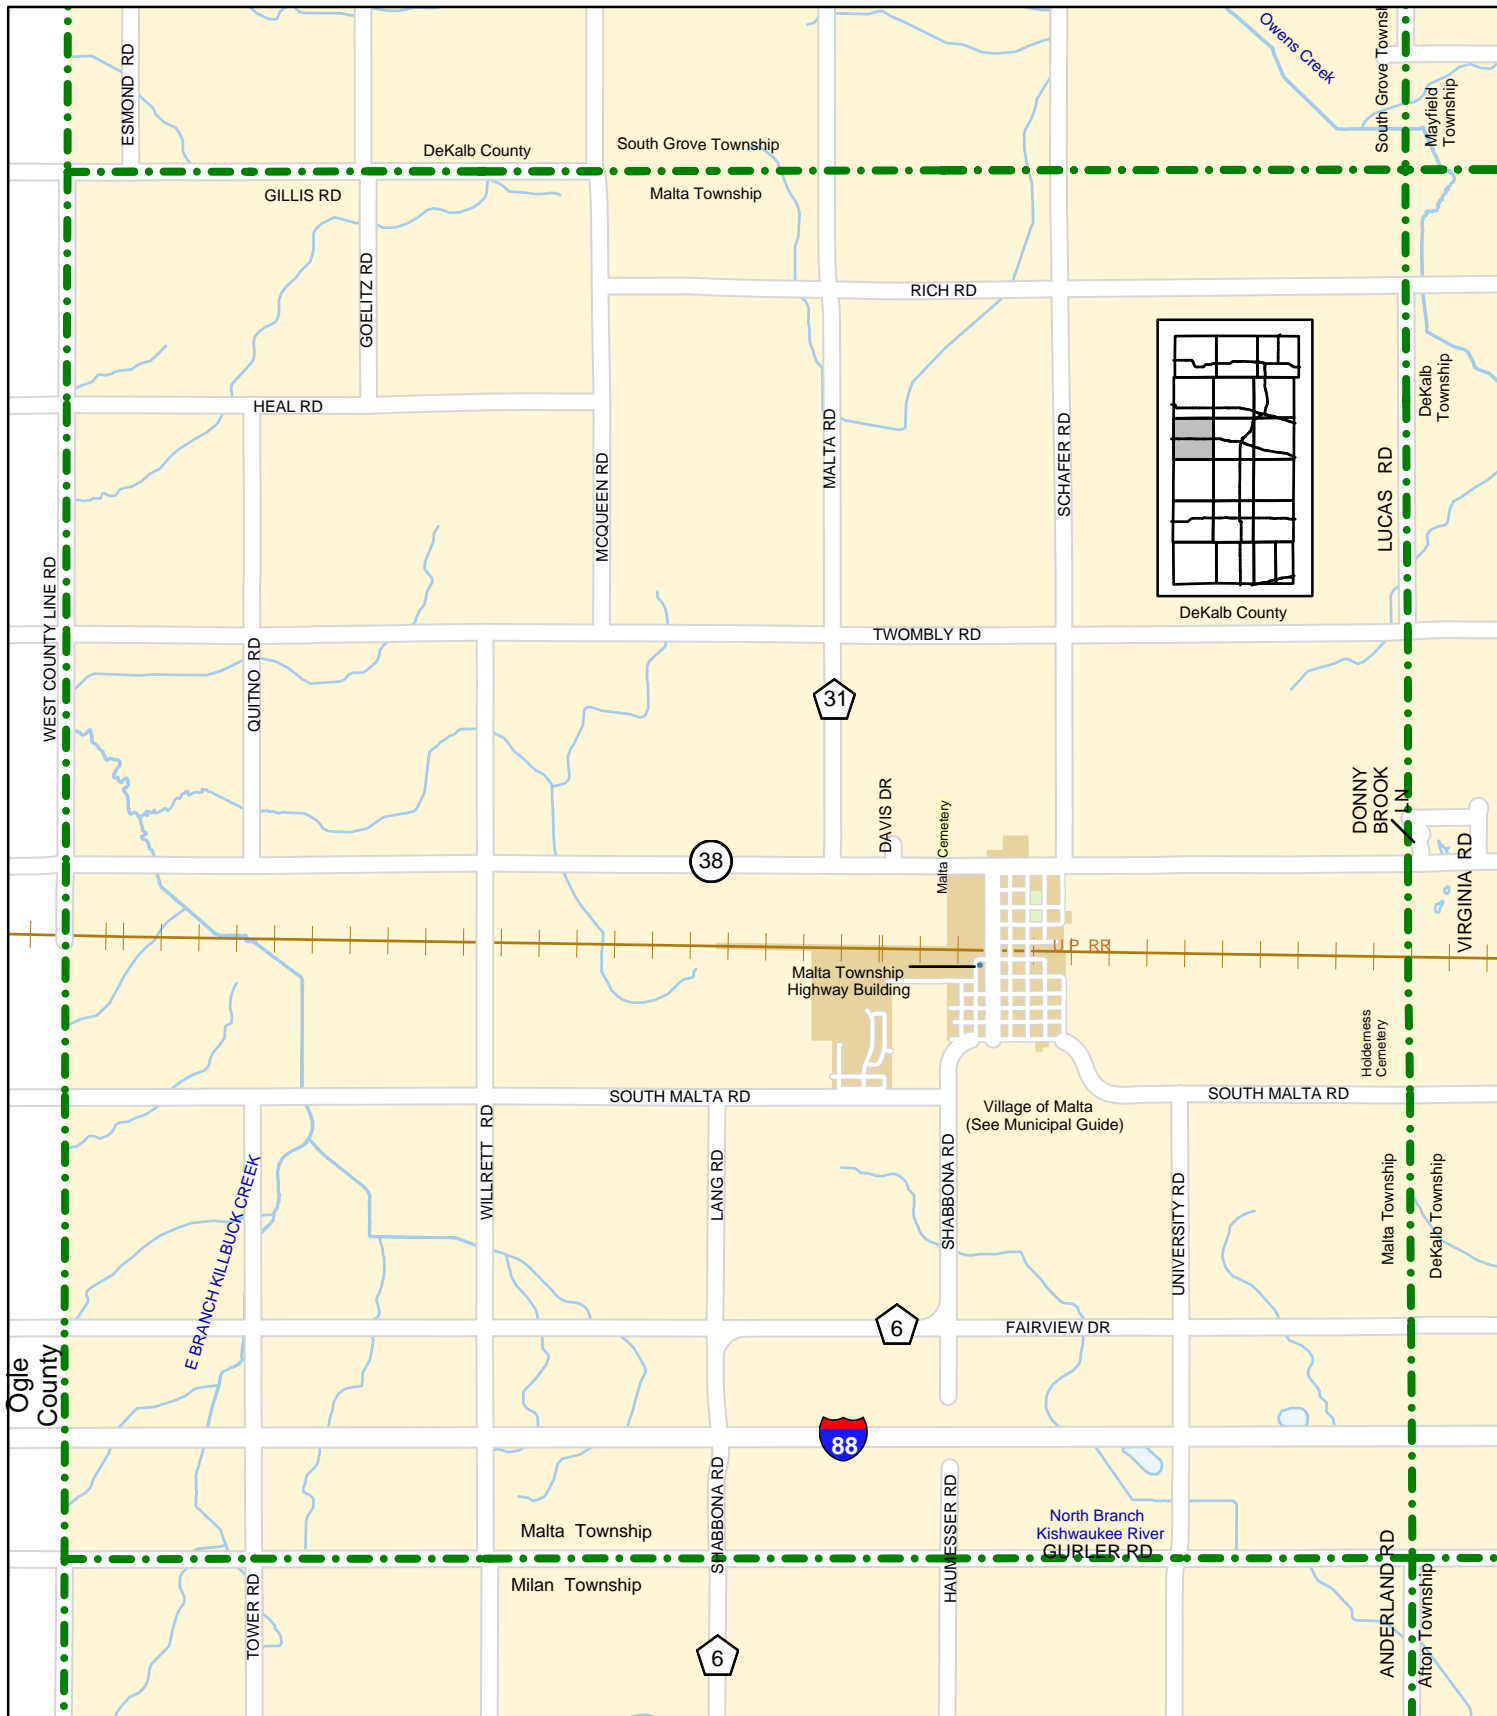 Owens Creek
South Grove Townsh
ESMOND RD
Mayfield
Township
DeKalb County
South Grove Township
GILLIS RD
Malta Township
GOELITZ RD
RICH RD
HEAL RD
DeKalb
Township
MALTA RD
SCHAFER RD
MCQUEEN RD
LUCAS RD
WEST COUNTY LINE RD
DeKalb County
TWOMBLY RD
QUITNO RD
31
DAVIS DR
Malta Cemetery
DONNY
BROOK
LN
VIRGINIA RD
38
U P RR
Malta Township
Highway Building
Holderness
Cemetery
SOUTH MALTA RD
SOUTH MALTA RD
Village of Malta
(See Municipal Guide)
WILLRETT RD
LANG RD
SHABBONA RD
UNIVERSITY RD
Malta Township
DeKalb Township
E BRANCH KILLBUCK CREEK
6
FAIRVIEW DR
Ogle
County
88
SHABBONA RD
HAUMESSER RD
North Branch
Kishwaukee River
GURLER RD
Malta Township
Milan Township
TOWER RD
ANDERLAND RD
Afton Township
6